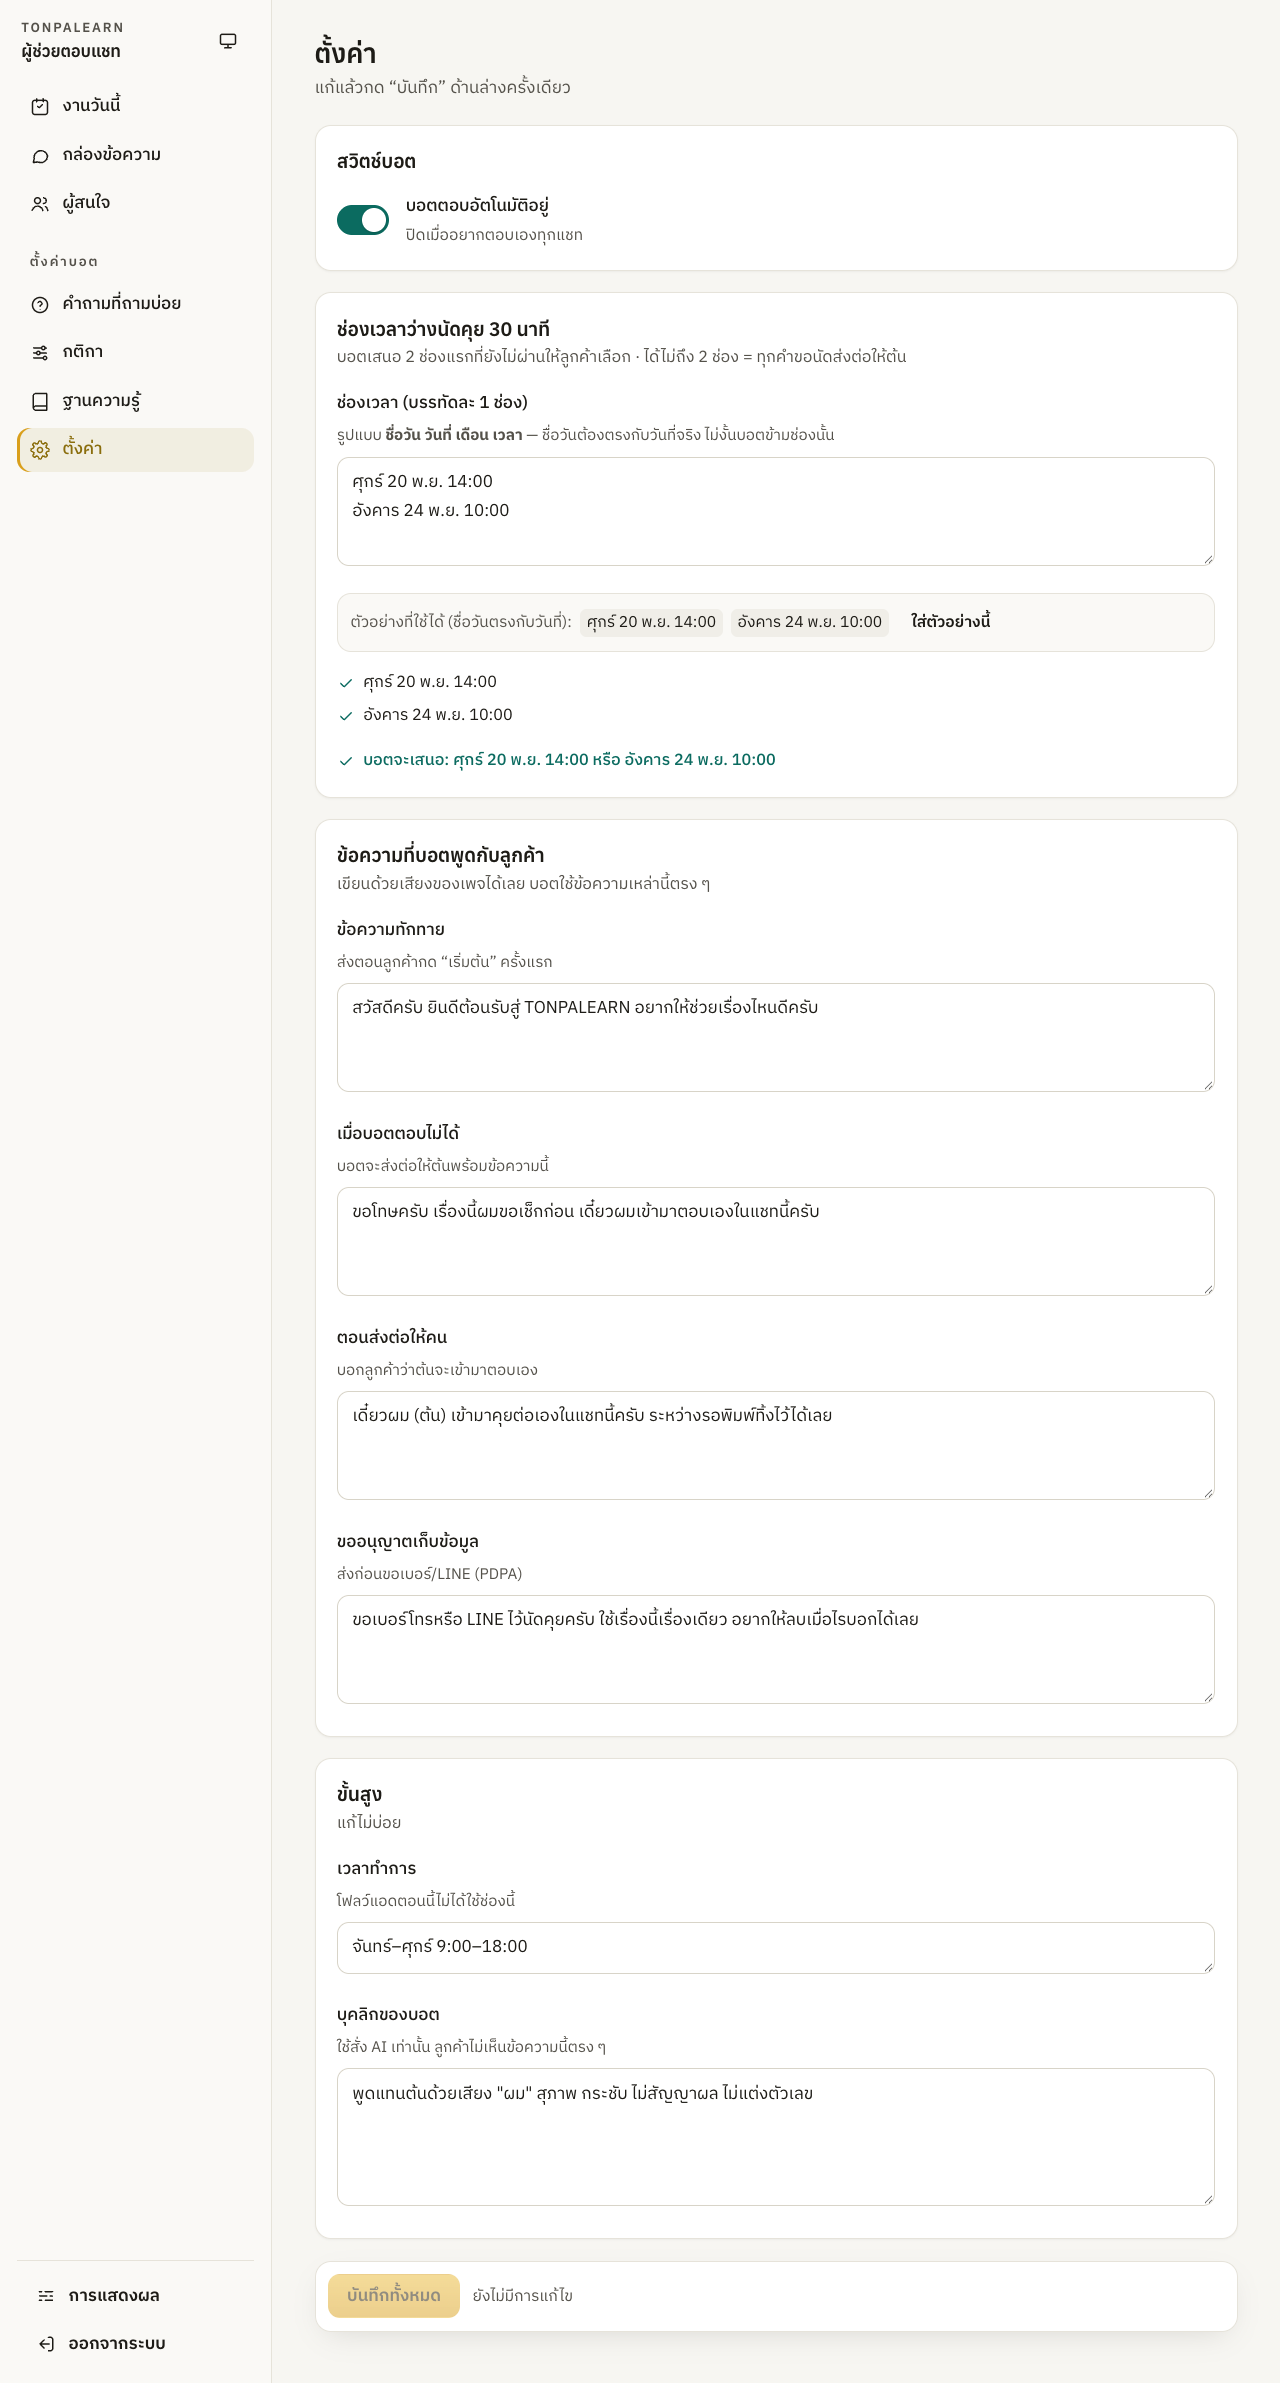 TONPALEARN
ผู้ช่วยตอบแชท
งานวันนี้
กล่องข้อความ
ผู้สนใจ
ตั้งค่าบอต
คำถามที่ถามบ่อย
กติกา
ฐานความรู้
ตั้งค่า
การแสดงผล
ออกจากระบบ
ตั้งค่า
แก้แล้วกด “บันทึก” ด้านล่างครั้งเดียว
สวิตช์บอต
บอตตอบอัตโนมัติอยู่
ปิดเมื่ออยากตอบเองทุกแชท
ช่องเวลาว่างนัดคุย 30 นาที
บอตเสนอ 2 ช่องแรกที่ยังไม่ผ่านให้ลูกค้าเลือก · ได้ไม่ถึง 2 ช่อง = ทุกคำขอนัดส่งต่อให้ต้น
ช่องเวลา (บรรทัดละ 1 ช่อง)
รูปแบบ ชื่อวัน วันที่ เดือน เวลา — ชื่อวันต้องตรงกับวันที่จริง ไม่งั้นบอตข้ามช่องนั้น
ศุกร์ 20 พ.ย. 14:00
อังคาร 24 พ.ย. 10:00
ตัวอย่างที่ใช้ได้ (ชื่อวันตรงกับวันที่): ศุกร์ 20 พ.ย. 14:00 อังคาร 24 พ.ย. 10:00 ใส่ตัวอย่างนี้
ศุกร์ 20 พ.ย. 14:00
อังคาร 24 พ.ย. 10:00
บอตจะเสนอ: ศุกร์ 20 พ.ย. 14:00 หรือ อังคาร 24 พ.ย. 10:00
ข้อความที่บอตพูดกับลูกค้า
เขียนด้วยเสียงของเพจได้เลย บอตใช้ข้อความเหล่านี้ตรง ๆ
ข้อความทักทาย
ส่งตอนลูกค้ากด “เริ่มต้น” ครั้งแรก
สวัสดีครับ ยินดีต้อนรับสู่ TONPALEARN อยากให้ช่วยเรื่องไหนดีครับ
เมื่อบอตตอบไม่ได้
บอตจะส่งต่อให้ต้นพร้อมข้อความนี้
ขอโทษครับ เรื่องนี้ผมขอเช็กก่อน เดี๋ยวผมเข้ามาตอบเองในแชทนี้ครับ
ตอนส่งต่อให้คน
บอกลูกค้าว่าต้นจะเข้ามาตอบเอง
เดี๋ยวผม (ต้น) เข้ามาคุยต่อเองในแชทนี้ครับ ระหว่างรอพิมพ์ทิ้งไว้ได้เลย
ขออนุญาตเก็บข้อมูล
ส่งก่อนขอเบอร์/LINE (PDPA)
ขอเบอร์โทรหรือ LINE ไว้นัดคุยครับ ใช้เรื่องนี้เรื่องเดียว อยากให้ลบเมื่อไรบอกได้เลย
ขั้นสูง
แก้ไม่บ่อย
เวลาทำการ
โฟลว์แอดตอนนี้ไม่ได้ใช้ช่องนี้
จันทร์–ศุกร์ 9:00–18:00
บุคลิกของบอต
ใช้สั่ง AI เท่านั้น ลูกค้าไม่เห็นข้อความนี้ตรง ๆ
พูดแทนต้นด้วยเสียง "ผม" สุภาพ กระชับ ไม่สัญญาผล ไม่แต่งตัวเลข
บันทึกทั้งหมด ยังไม่มีการแก้ไข